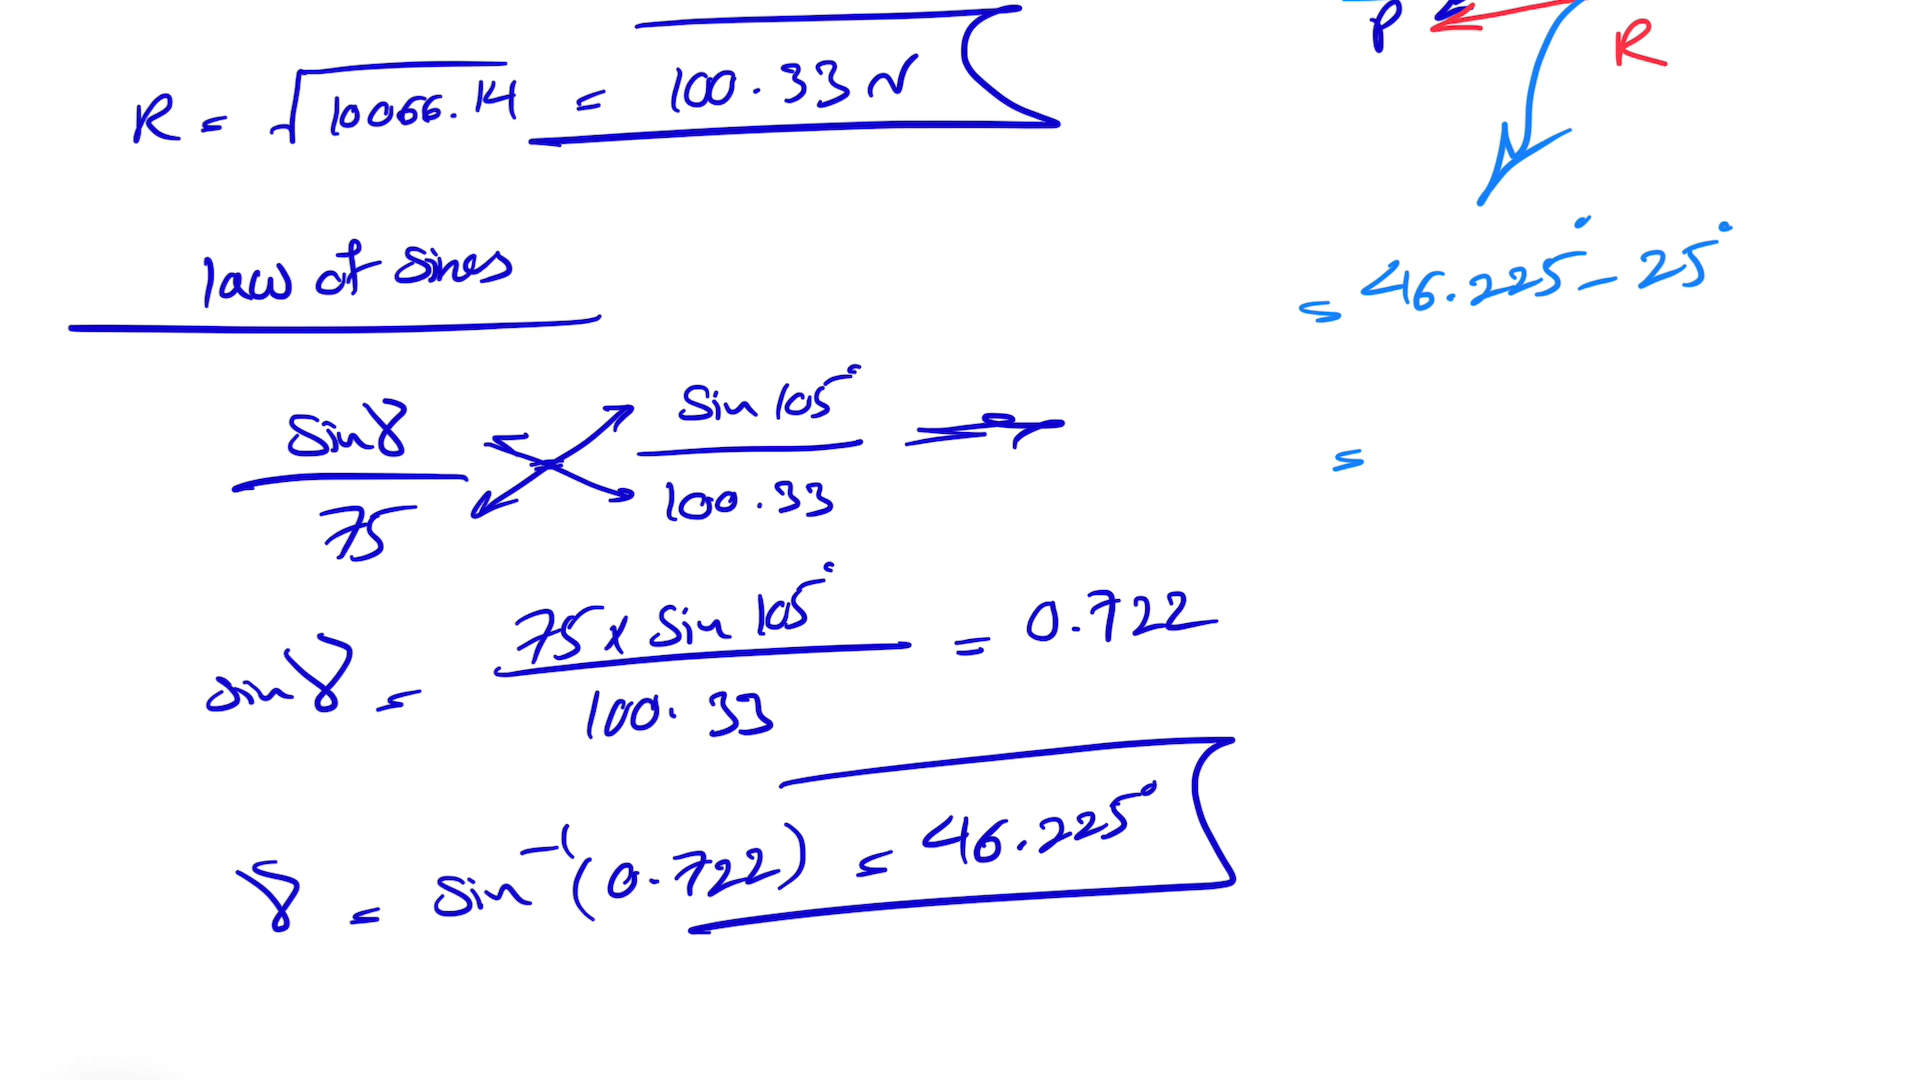 P
R
R = √10066.14 = 100.33 N
law of sines
= 46.225° - 25°
sin γ / 75 = sin 105° / 100.33
=
sin γ = 75 x sin 105° / 100.33 = 0.722
γ = sin⁻¹(0.722) = 46.225°